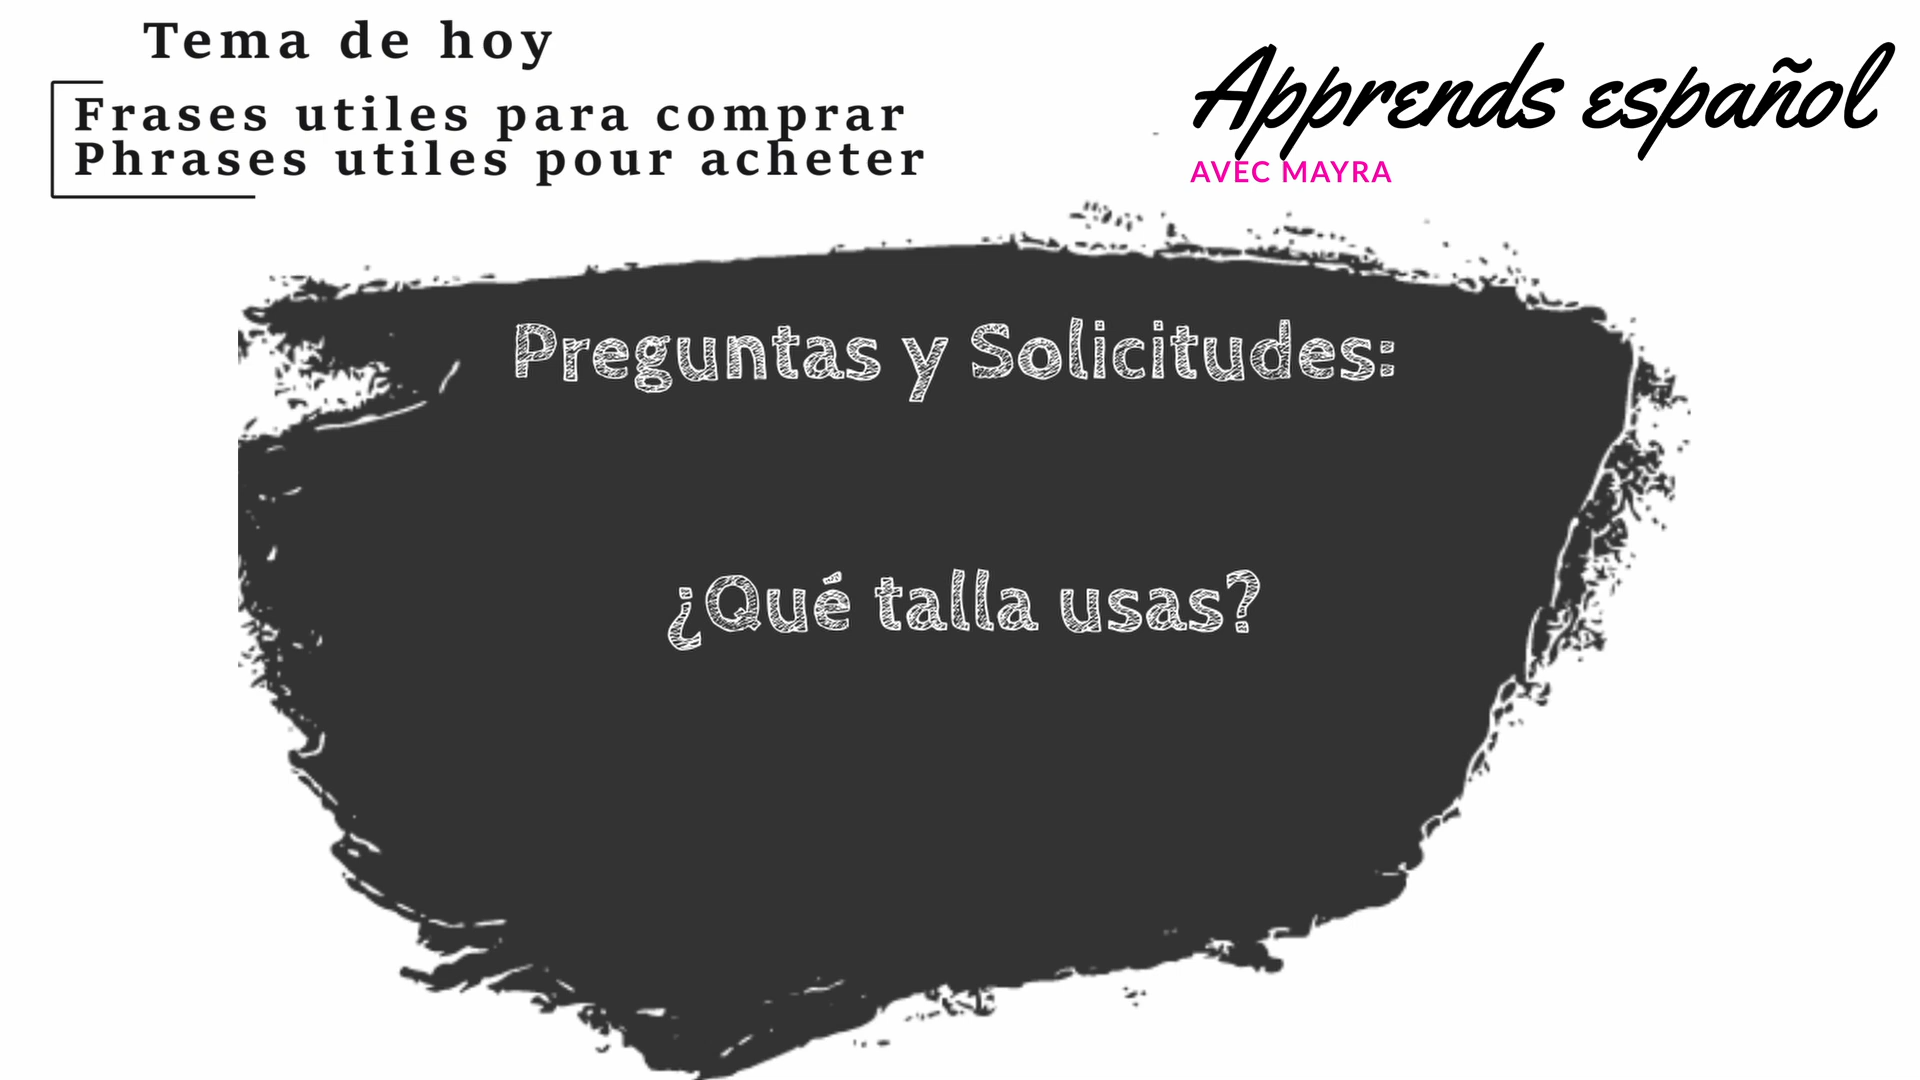 Tema de hoy
Frases utiles para comprar
Phrases utiles pour acheter
Apprends español
AVEC MAYRA
Preguntas y Solicitudes:
¿Qué talla usas?